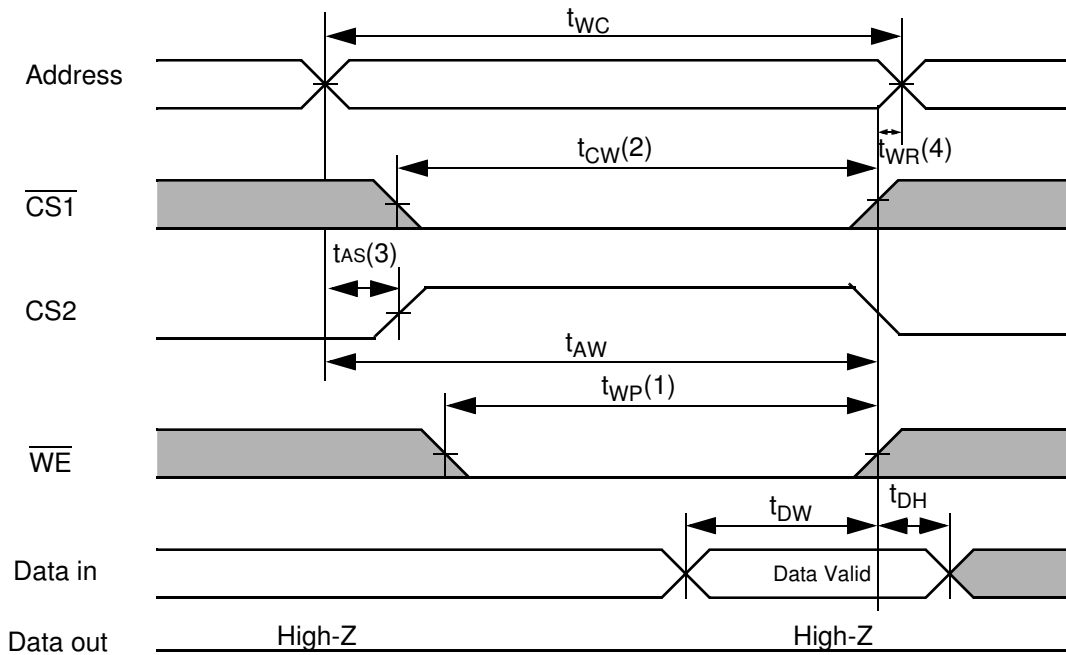 tWC
Address
tCW(2)
tWR(4)
CS1
tAS(3)
CS2
tAW
tWP(1)
WE
tDW
tDH
Data in
Data Valid
Data out
High-Z
High-Z